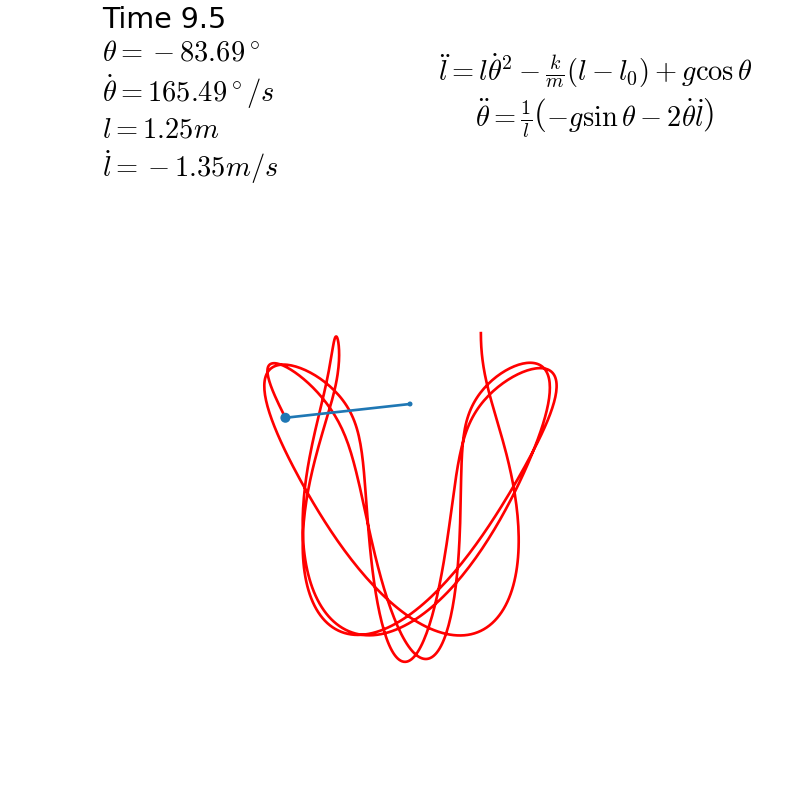 Time 9.5
θ = −83.69°
θ̇ = 165.49°/s
l = 1.25m
l̇ = −1.35m/s
l̈ = lθ̇² − k/m(l − l₀) + g cos θ
θ̈ = 1/l(−g sin θ − 2θ̇l̇)